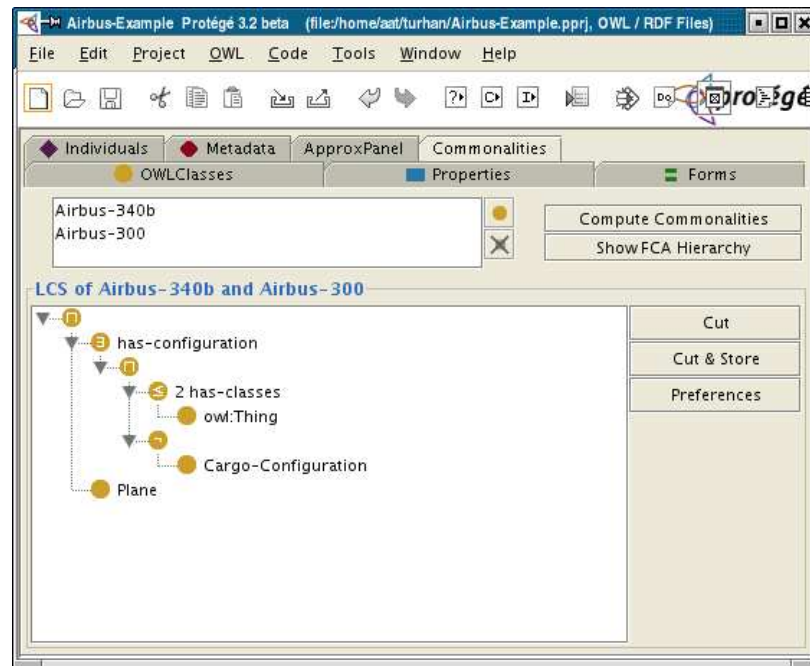 Airbus-Example Protégé 3.2 beta (file:/home/aat/turhan/Airbus-Example.pprj, OWL / RDF Files)
File Edit Project OWL Code Tools Window Help
Individuals Metadata ApproxPanel Commonalities
OWLClasses Properties Forms
Airbus-340b
Airbus-300
Compute Commonalities
Show FCA Hierarchy
LCS of Airbus-340b and Airbus-300
⊓
∃ has-configuration
⊓
≤ 2 has-classes
owl:Thing
¬
Cargo-Configuration
Plane
Cut
Cut & Store
Preferences